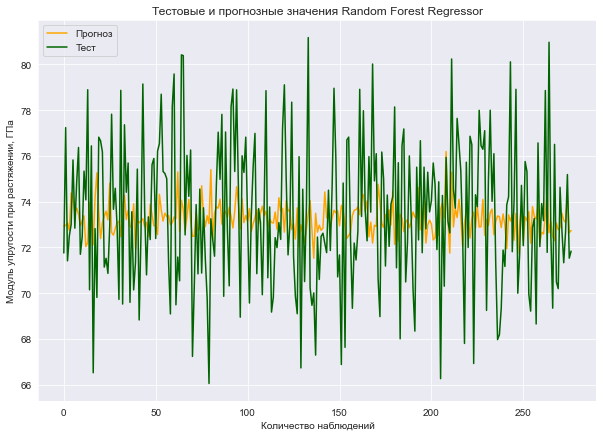 Тестовые и прогнозные значения Random Forest Regressor
Прогноз
Тест
Модуль упругости при растяжении, ГПа
80
78
76
74
72
70
68
66
0
50
100
150
200
250
Количество наблюдений